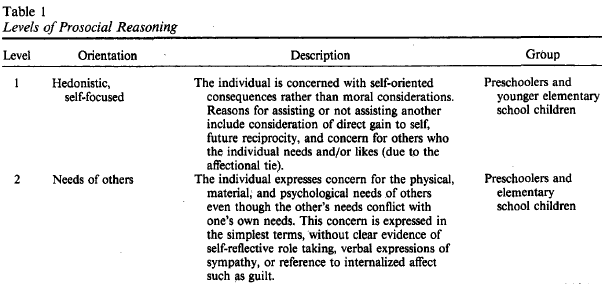 Table 1
Levels of Prosocial Reasoning
Level Orientation Description Group
1 Hedonistic, The individual is concerned with self-oriented Preschoolers and
self-focused consequences rather than moral considerations. younger elementary
Reasons for assisting or not assisting another school children
include consideration of direct gain to self,
future reciprocity, and concern for others who
the individual needs and/or likes (due to the
affectional tie).
2 Needs of others The individual expresses concern for the physical, Preschoolers and
material, and psychological needs of others elementary
even though the other's needs conflict with school children
one's own needs. This concern is expressed in
the simplest terms, without clear evidence of
self-reflective role taking, verbal expressions of
sympathy, or reference to internalized affect
such as guilt.